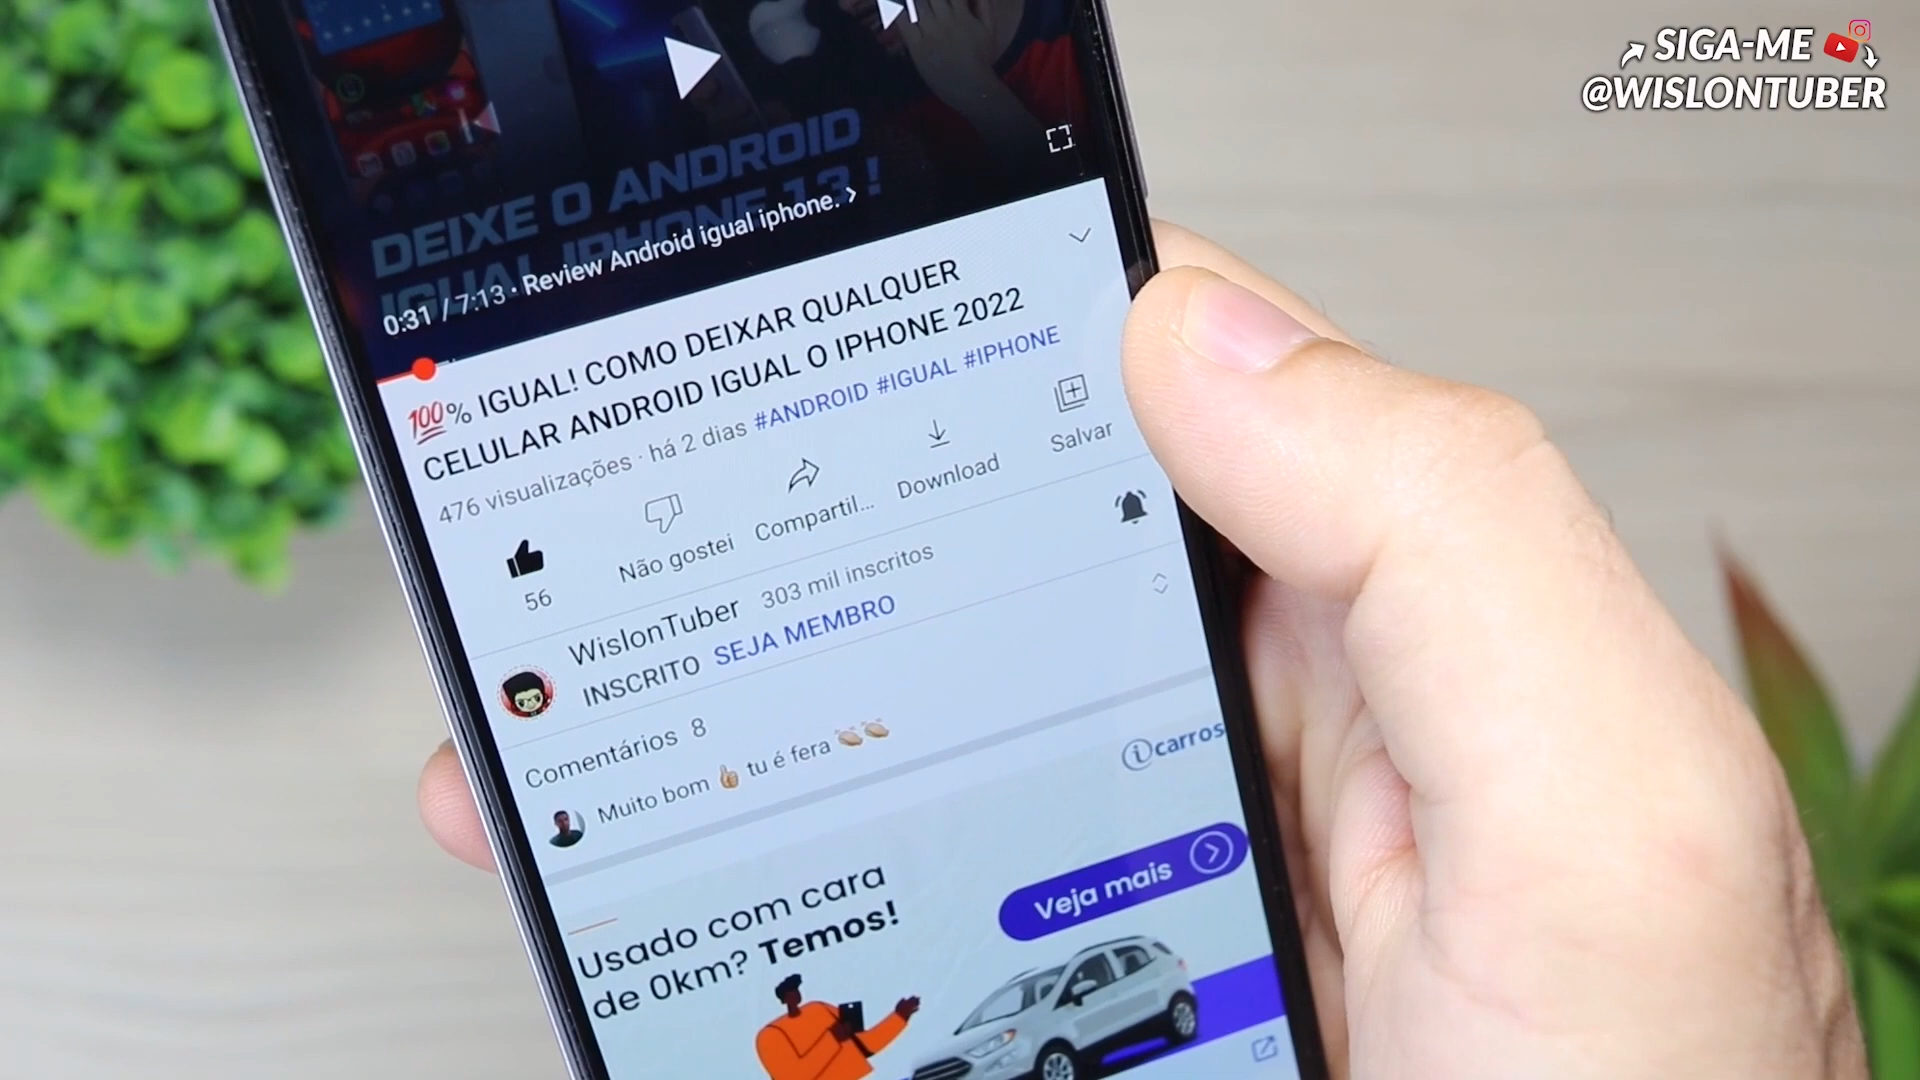 SIGA-ME
@WISLONTUBER
DEIXE O ANDROID
IGUAL IPHONE 13 !
0:31 / 7:13 · Review Android igual iphone. ›
💯% IGUAL! COMO DEIXAR QUALQUER
CELULAR ANDROID IGUAL O IPHONE 2022
476 visualizações · há 2 dias #ANDROID #IGUAL #IPHONE
56
Não gostei
Compartil...
Download
Salvar
WislonTuber 303 mil inscritos
INSCRITO SEJA MEMBRO
Comentários 8
Muito bom 👍🏼 tu é fera 👏🏼👏🏼
icarros
Usado com cara
de 0km? Temos!
Veja mais